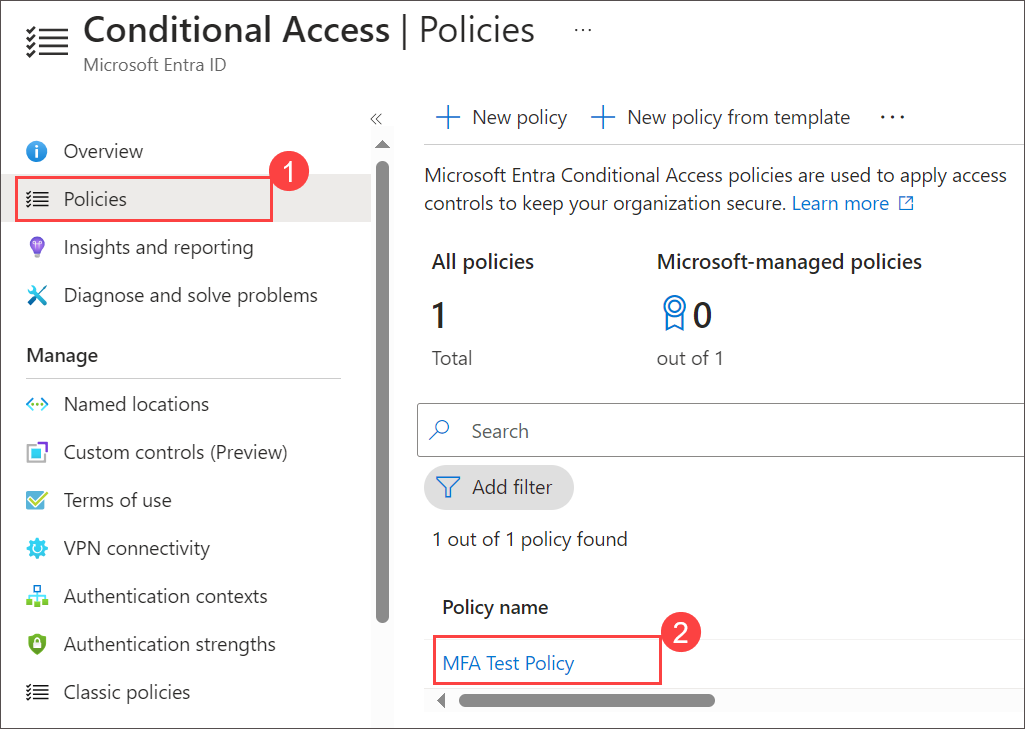 Conditional Access | Policies ...
Microsoft Entra ID
«
Overview
Policies
1
Insights and reporting
Diagnose and solve problems
Manage
Named locations
Custom controls (Preview)
Terms of use
VPN connectivity
Authentication contexts
Authentication strengths
Classic policies
+ New policy + New policy from template ...
Microsoft Entra Conditional Access policies are used to apply access
controls to keep your organization secure. Learn more
All policies
1
Total
Microsoft-managed policies
0
out of 1
Search
Add filter
1 out of 1 policy found
Policy name
MFA Test Policy
2